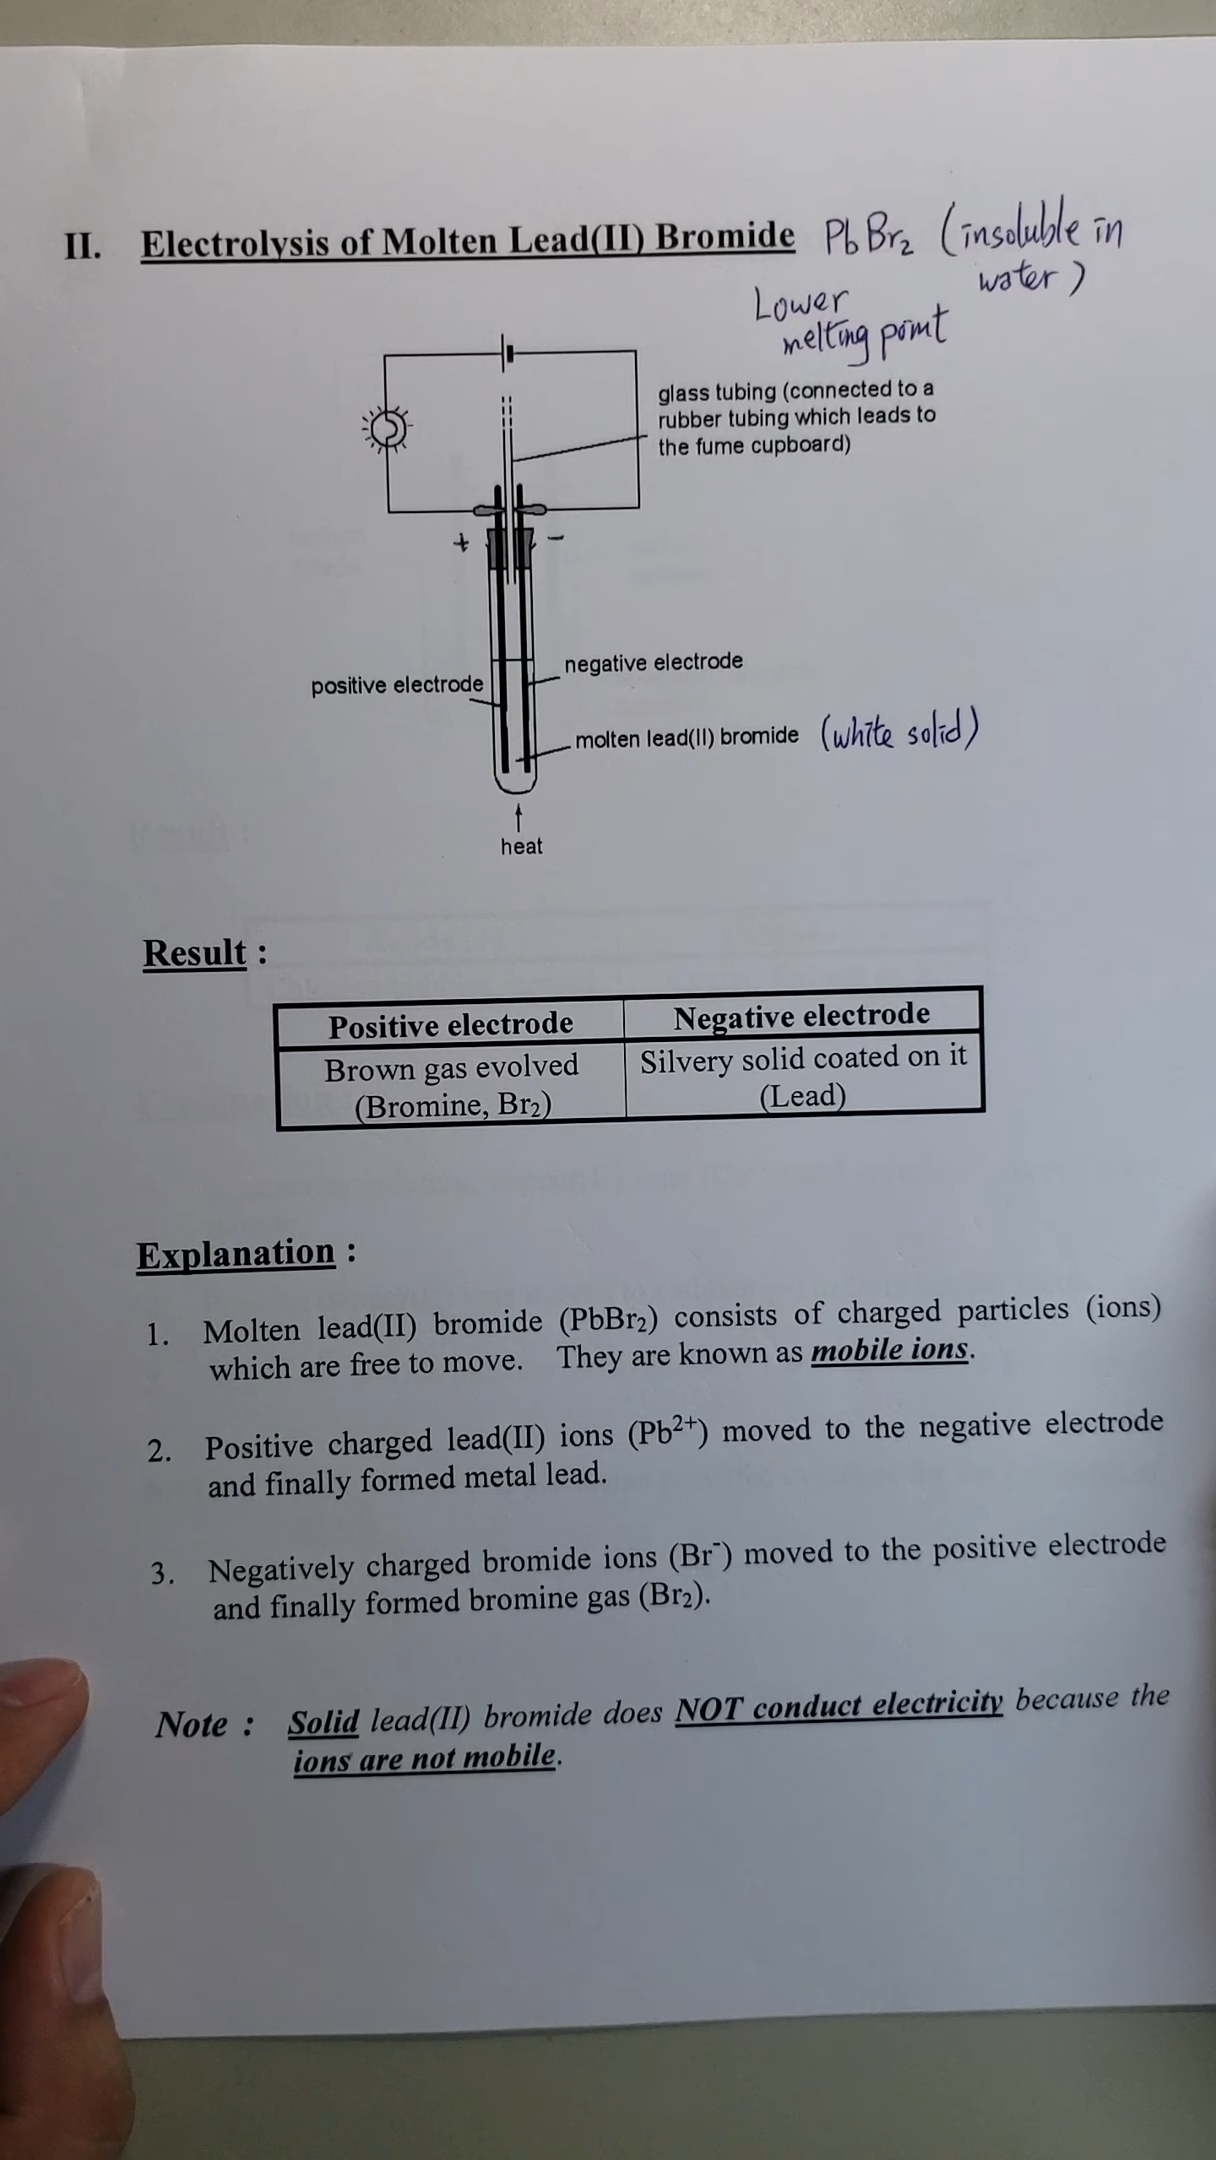 II. Electrolysis of Molten Lead(II) Bromide PbBr₂ (insoluble in
water)
Lower
melting point
glass tubing (connected to a
rubber tubing which leads to
the fume cupboard)
+ −
negative electrode
positive electrode
molten lead(II) bromide (white solid)
heat
Result :
Positive electrode Negative electrode
Brown gas evolved Silvery solid coated on it
(Bromine, Br₂) (Lead)
Explanation :
1. Molten lead(II) bromide (PbBr₂) consists of charged particles (ions)
which are free to move. They are known as mobile ions.
2. Positive charged lead(II) ions (Pb²⁺) moved to the negative electrode
and finally formed metal lead.
3. Negatively charged bromide ions (Br⁻) moved to the positive electrode
and finally formed bromine gas (Br₂).
Note : Solid lead(II) bromide does NOT conduct electricity because the
ions are not mobile.